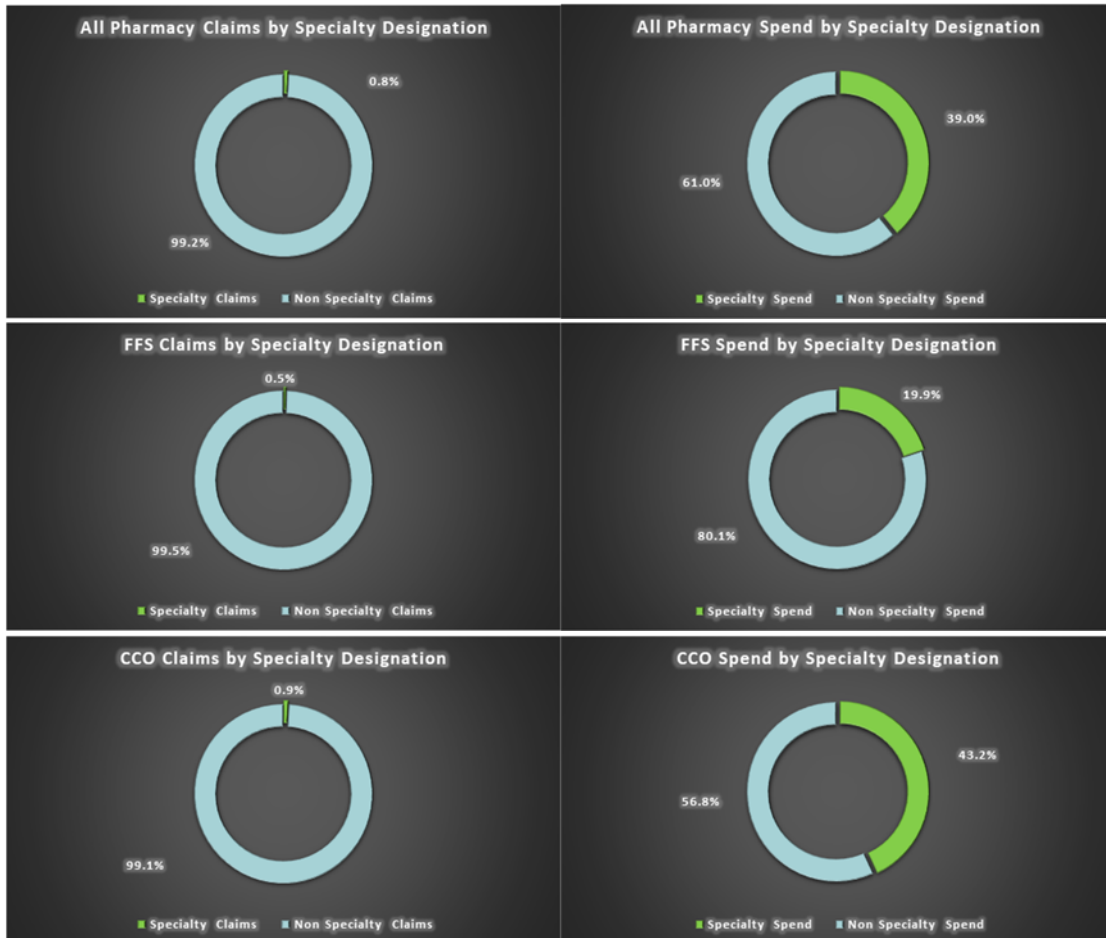 All Pharmacy Claims by Specialty Designation
0.8%
99.2%
Specialty Claims Non Specialty Claims
All Pharmacy Spend by Specialty Designation
39.0%
61.0%
Specialty Spend Non Specialty Spend
FFS Claims by Specialty Designation
0.5%
99.5%
Specialty Claims Non Specialty Claims
FFS Spend by Specialty Designation
19.9%
80.1%
Specialty Spend Non Specialty Spend
CCO Claims by Specialty Designation
0.9%
99.1%
Specialty Claims Non Specialty Claims
CCO Spend by Specialty Designation
43.2%
56.8%
Specialty Spend Non Specialty Spend